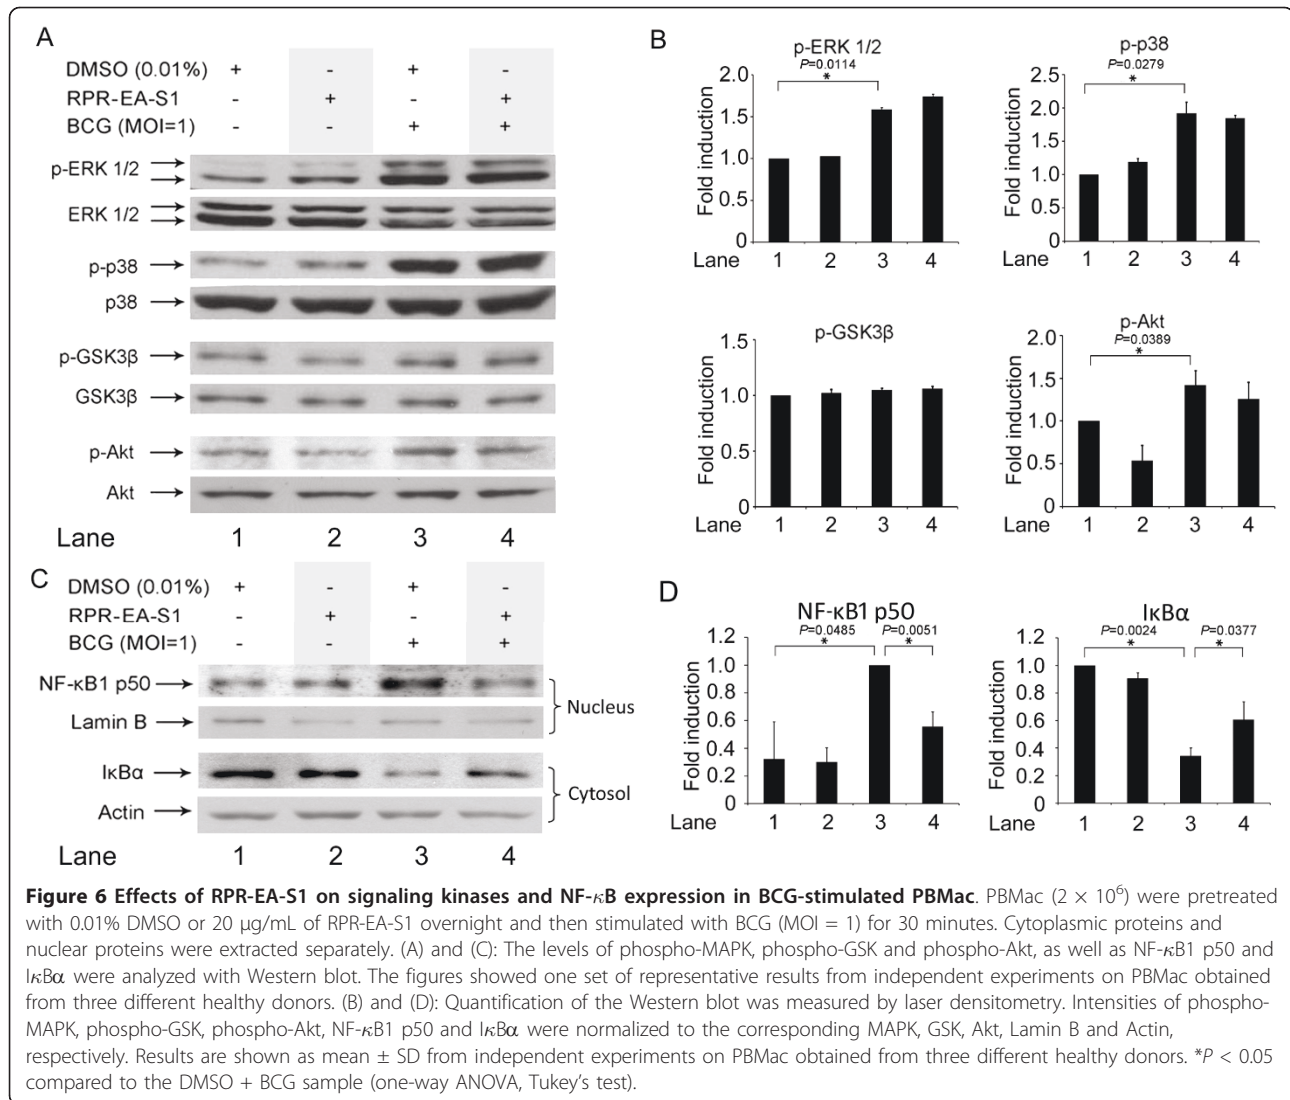 A
DMSO (0.01%) + - + -
RPR-EA-S1 - + - +
BCG (MOI=1) - - + +
p-ERK 1/2
ERK 1/2
p-p38
p38
p-GSK3β
GSK3β
p-Akt
Akt
Lane 1 2 3 4
B
p-ERK 1/2
P=0.0114
*
Fold induction
2.0
1.5
1.0
0.5
0
Lane 1 2 3 4
p-p38
P=0.0279
*
Fold induction
2.5
2.0
1.5
1.0
0.5
0
Lane 1 2 3 4
p-GSK3β
Fold induction
1.5
1.0
0.5
0
Lane 1 2 3 4
p-Akt
P=0.0389
*
Fold induction
2.0
1.5
1.0
0.5
0
Lane 1 2 3 4
C
DMSO (0.01%) + - + -
RPR-EA-S1 - + - +
BCG (MOI=1) - - + +
NF-κB1 p50
Lamin B
Nucleus
IκBα
Actin
Cytosol
Lane 1 2 3 4
D
NF-κB1 p50
P=0.0485 P=0.0051
* *
Fold induction
1.2
1.0
0.8
0.6
0.4
0.2
0
Lane 1 2 3 4
IκBα
P=0.0024 P=0.0377
* *
Fold induction
1.2
1.0
0.8
0.6
0.4
0.2
0
Lane 1 2 3 4
Figure 6 Effects of RPR-EA-S1 on signaling kinases and NF-κB expression in BCG-stimulated PBMac. PBMac (2 × 10⁶) were pretreated
with 0.01% DMSO or 20 μg/mL of RPR-EA-S1 overnight and then stimulated with BCG (MOI = 1) for 30 minutes. Cytoplasmic proteins and
nuclear proteins were extracted separately. (A) and (C): The levels of phospho-MAPK, phospho-GSK and phospho-Akt, as well as NF-κB1 p50 and
IκBα were analyzed with Western blot. The figures showed one set of representative results from independent experiments on PBMac obtained
from three different healthy donors. (B) and (D): Quantification of the Western blot was measured by laser densitometry. Intensities of phospho-
MAPK, phospho-GSK, phospho-Akt, NF-κB1 p50 and IκBα were normalized to the corresponding MAPK, GSK, Akt, Lamin B and Actin,
respectively. Results are shown as mean ± SD from independent experiments on PBMac obtained from three different healthy donors. *P < 0.05
compared to the DMSO + BCG sample (one-way ANOVA, Tukey's test).